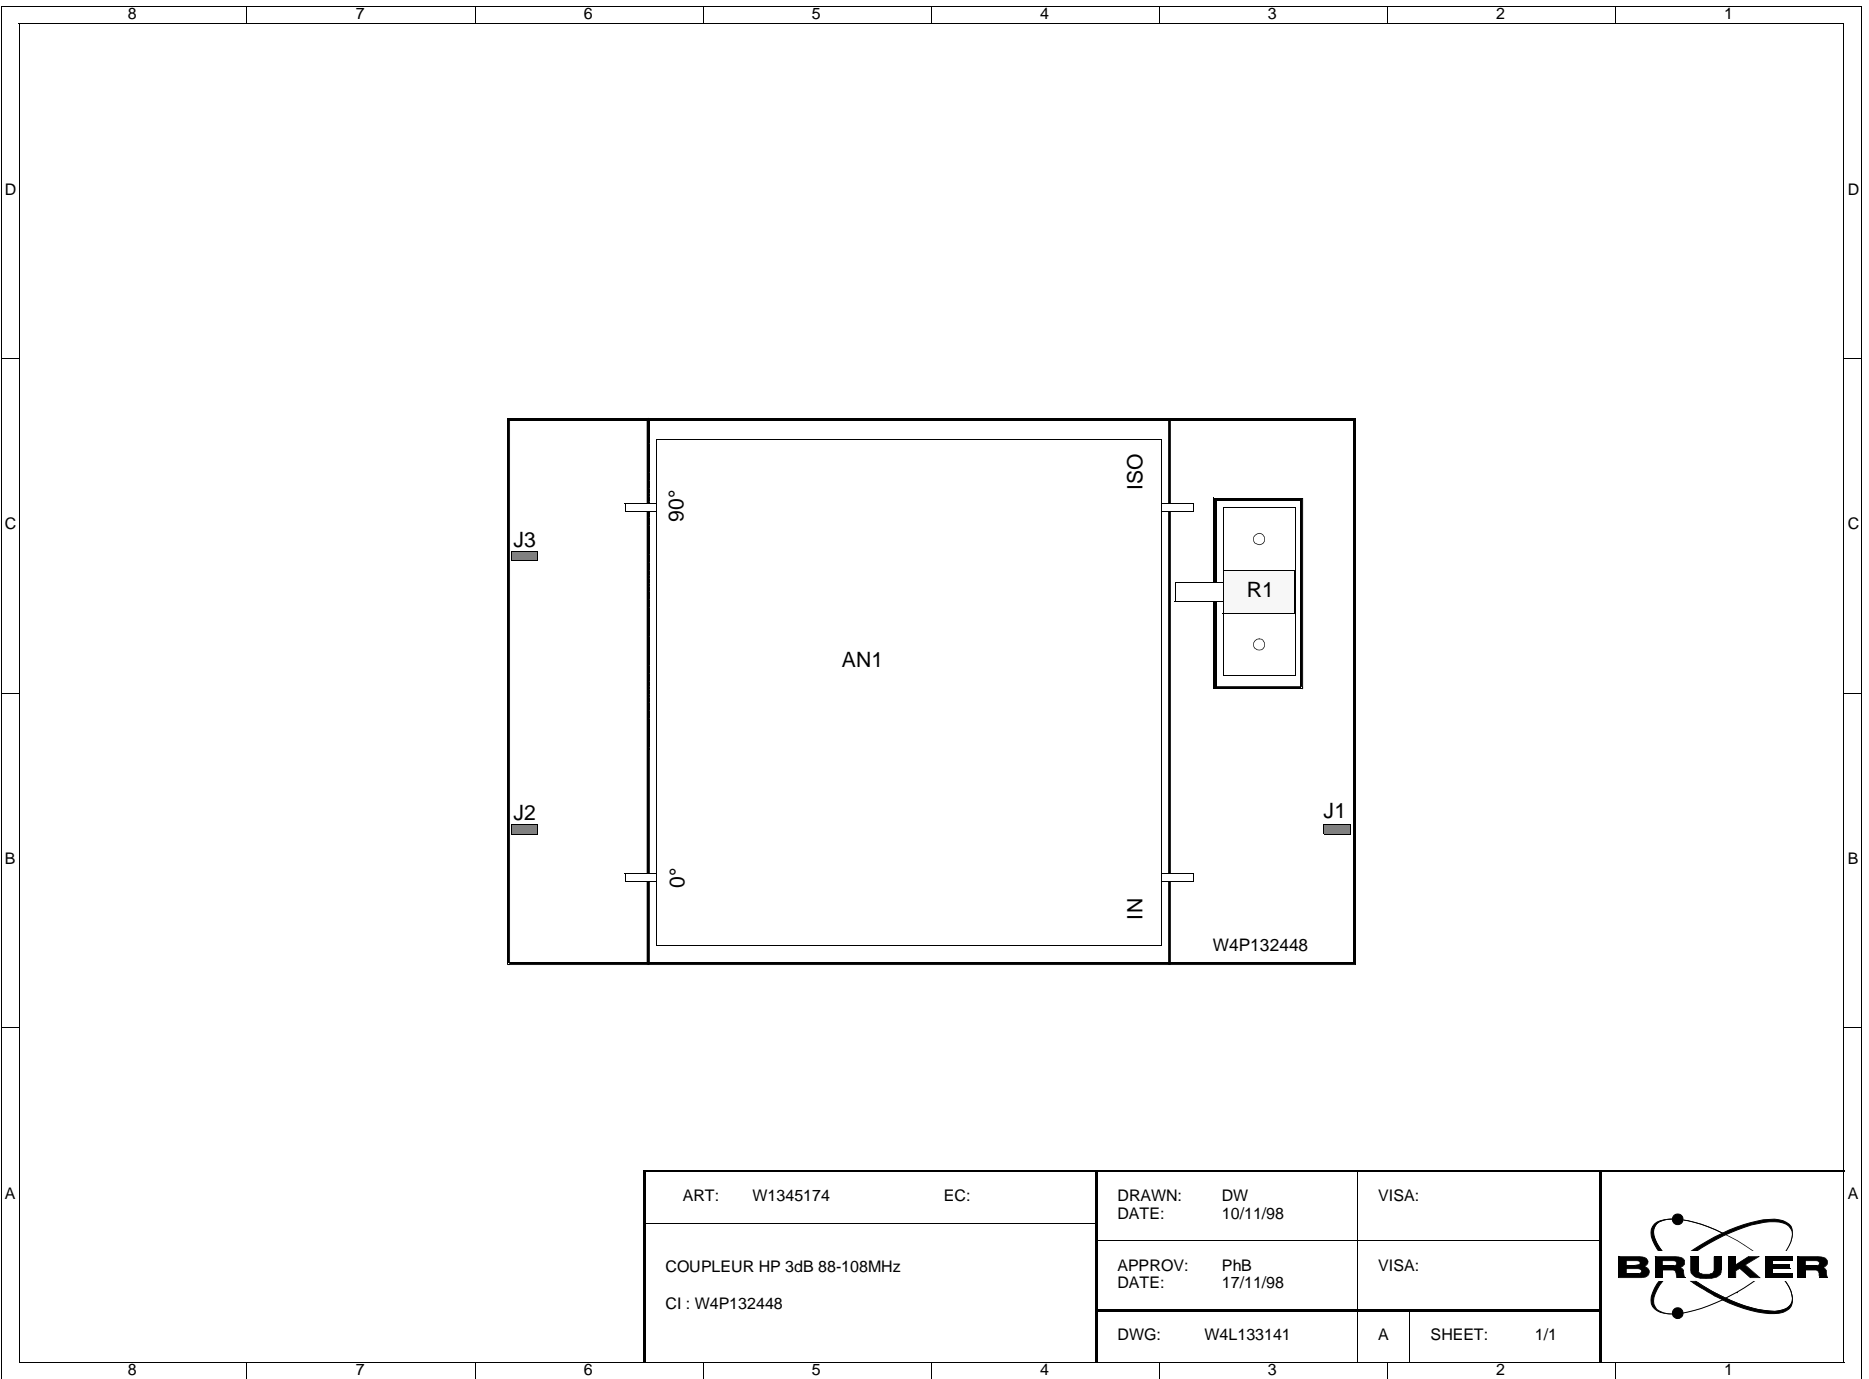 8 7 6 5 4 3 2 1
D D
ISO
90°
C C
J3
R1
AN1
J2 J1
B B
0°
IN
W4P132448
A A
ART: W1345174 EC:
COUPLEUR HP 3dB 88-108MHz
CI : W4P132448
DRAWN: DW
DATE: 10/11/98
VISA:
APPROV: PhB
DATE: 17/11/98
VISA:
DWG: W4L133141 A SHEET: 1/1
BRUKER
8 7 6 5 4 3 2 1